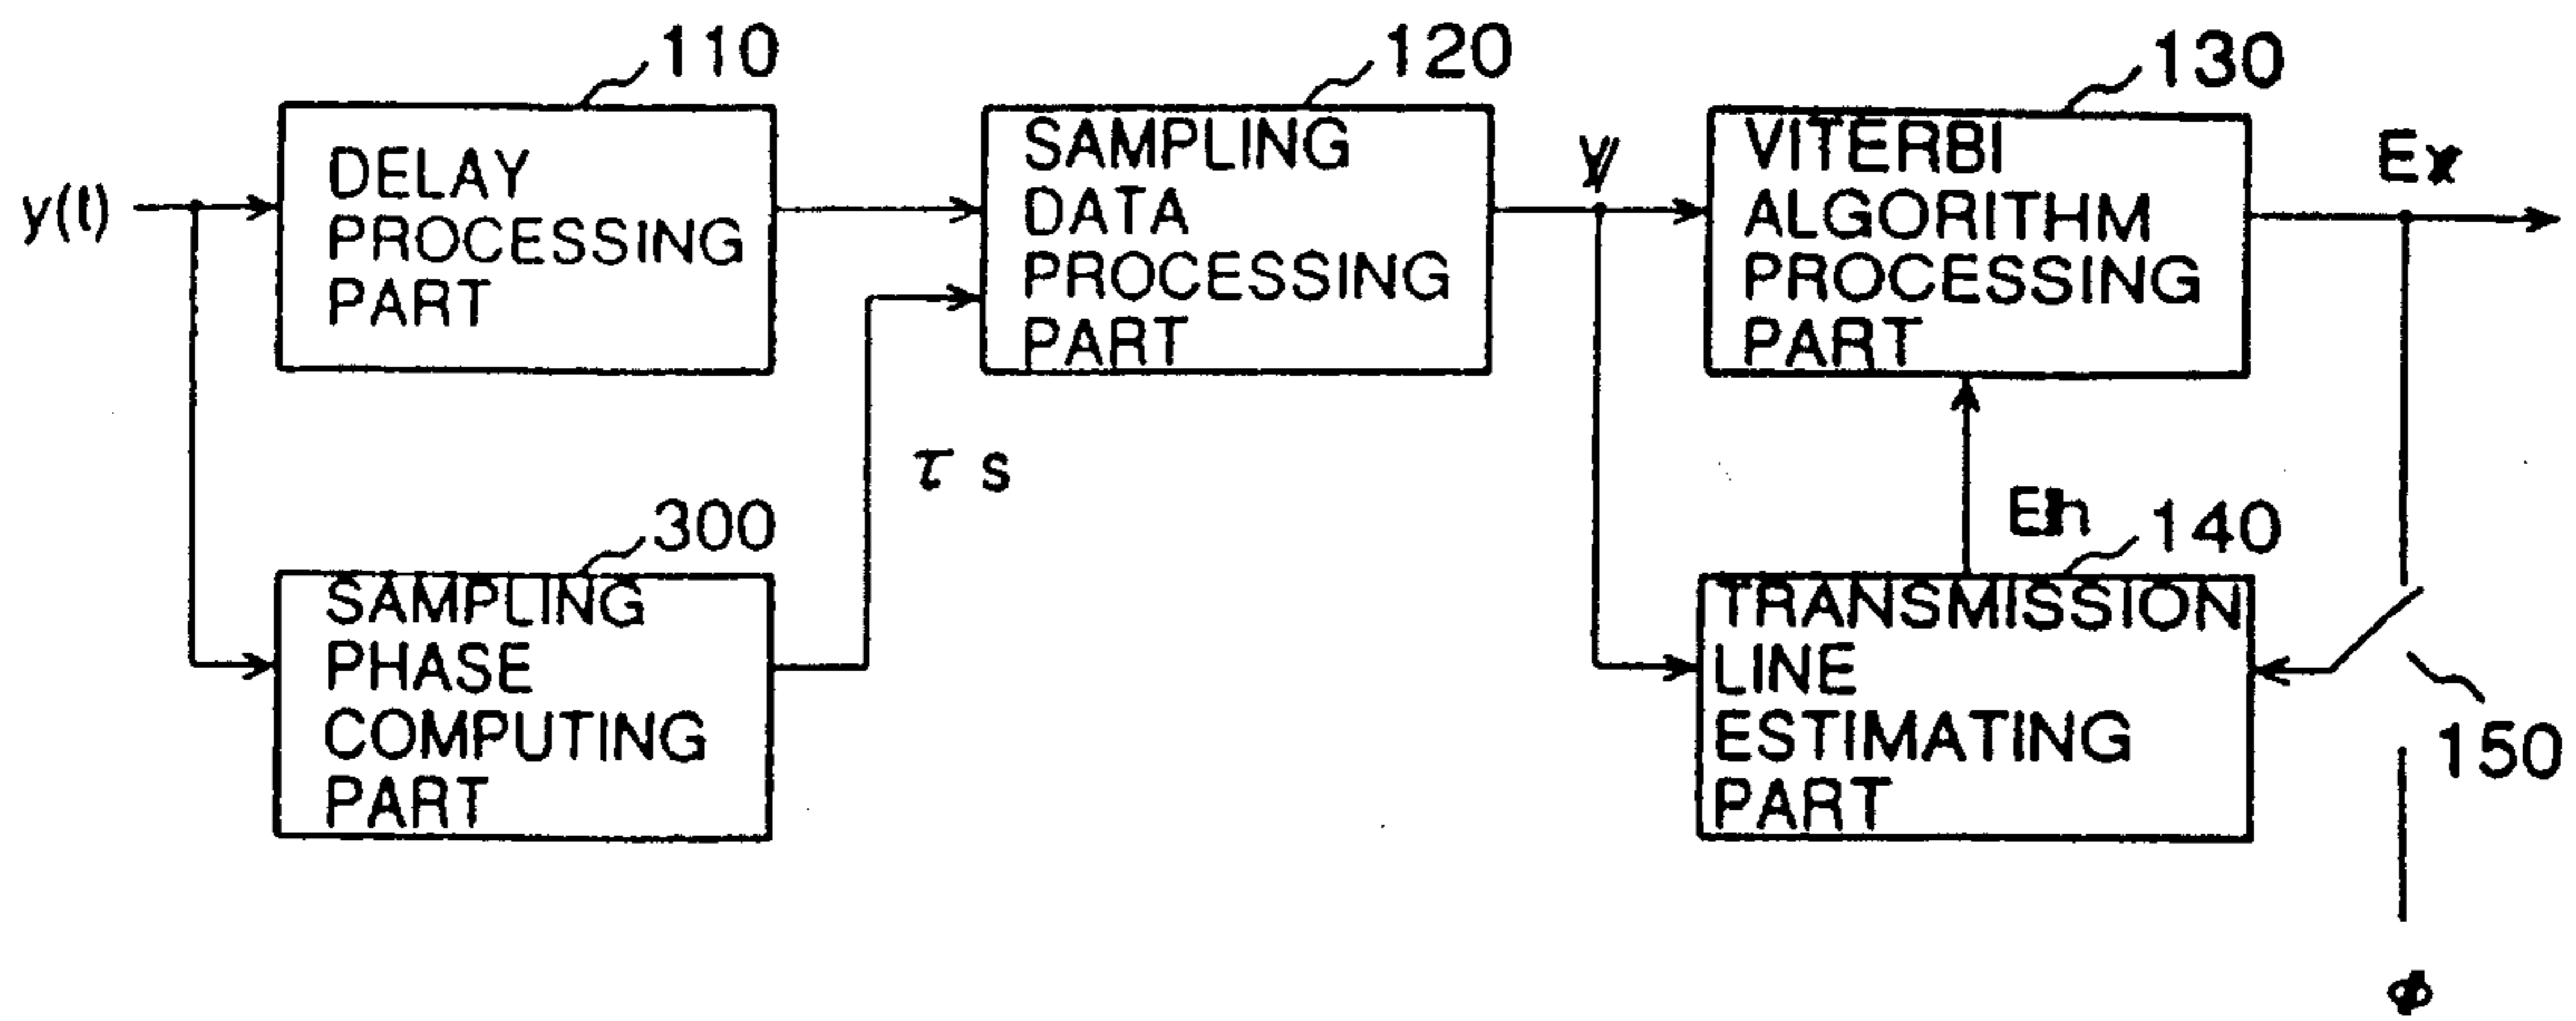 110
120
130
y(t)
DELAY
PROCESSING
PART
SAMPLING
DATA
PROCESSING
PART
y
VITERBI
ALGORITHM
PROCESSING
PART
Ex
τ s
300
SAMPLING
PHASE
COMPUTING
PART
Eh
140
TRANSMISSION
LINE
ESTIMATING
PART
150
Φ